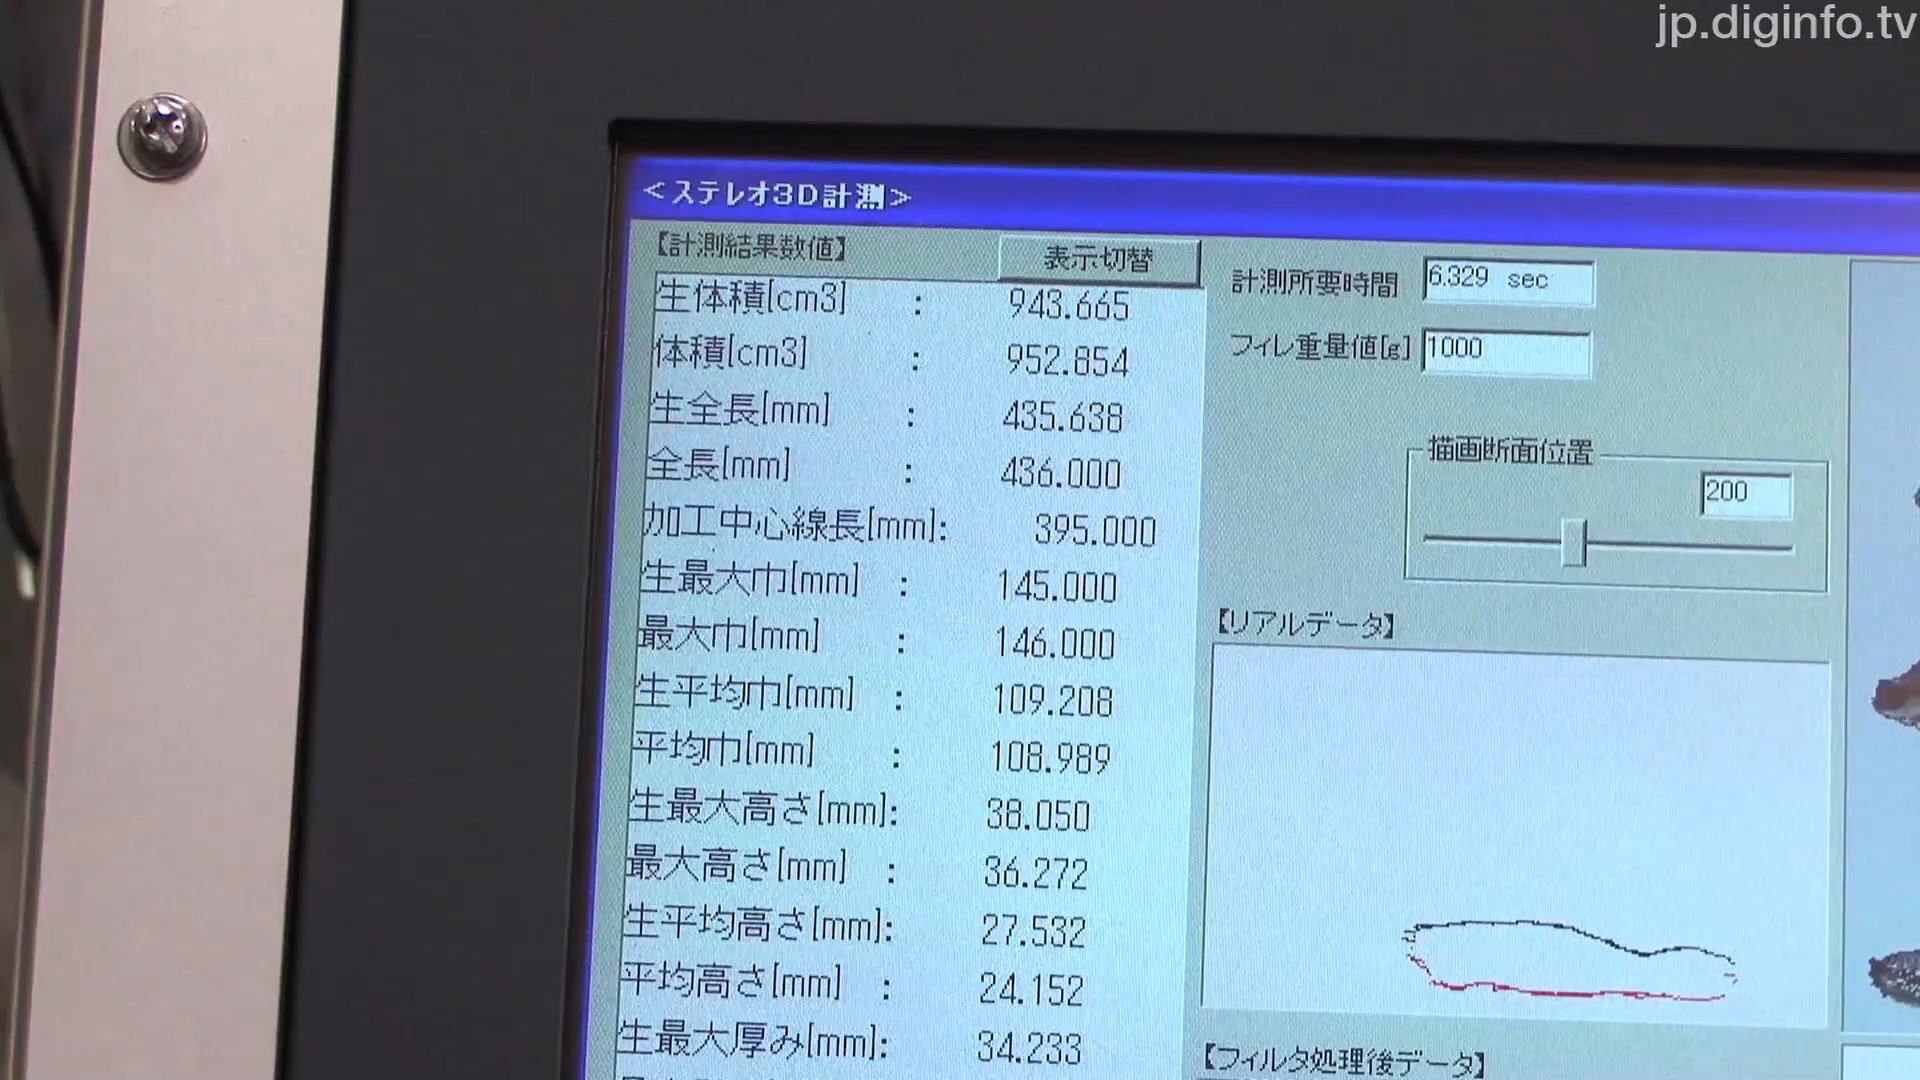 jp.diginfo.tv
<ステレオ3D計測>
【計測結果数値】
表示切替
生体積[cm3] : 943.665
体積[cm3] : 952.854
生全長[mm] : 435.638
全長[mm] : 436.000
加工中心線長[mm]: 395.000
生最大巾[mm] : 145.000
最大巾[mm] : 146.000
生平均巾[mm] : 109.208
平均巾[mm] : 108.989
生最大高さ[mm]: 38.050
最大高さ[mm] : 36.272
生平均高さ[mm]: 27.532
平均高さ[mm] : 24.152
生最大厚み[mm]: 34.233
計測所要時間 6.329 sec
フィレ重量値[g] 1000
描画断面位置
200
【リアルデータ】
【フィルタ処理後データ】